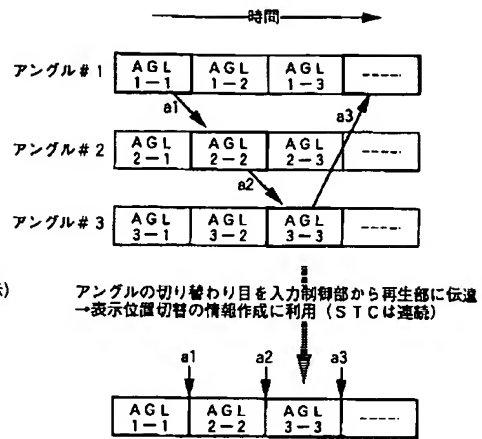 時間
アングル#1
AGL 1-1
AGL 1-2
AGL 1-3
-----
a1
a3
アングル#2
AGL 2-1
AGL 2-2
AGL 2-3
-----
a2
アングル#3
AGL 3-1
AGL 3-2
AGL 3-3
-----
アングルの切り替わり目を入力制御部から再生部に伝達
→表示位置切替の情報作成に利用(STCは連続)
a1
a2
a3
AGL 1-1
AGL 2-2
AGL 3-3
-----